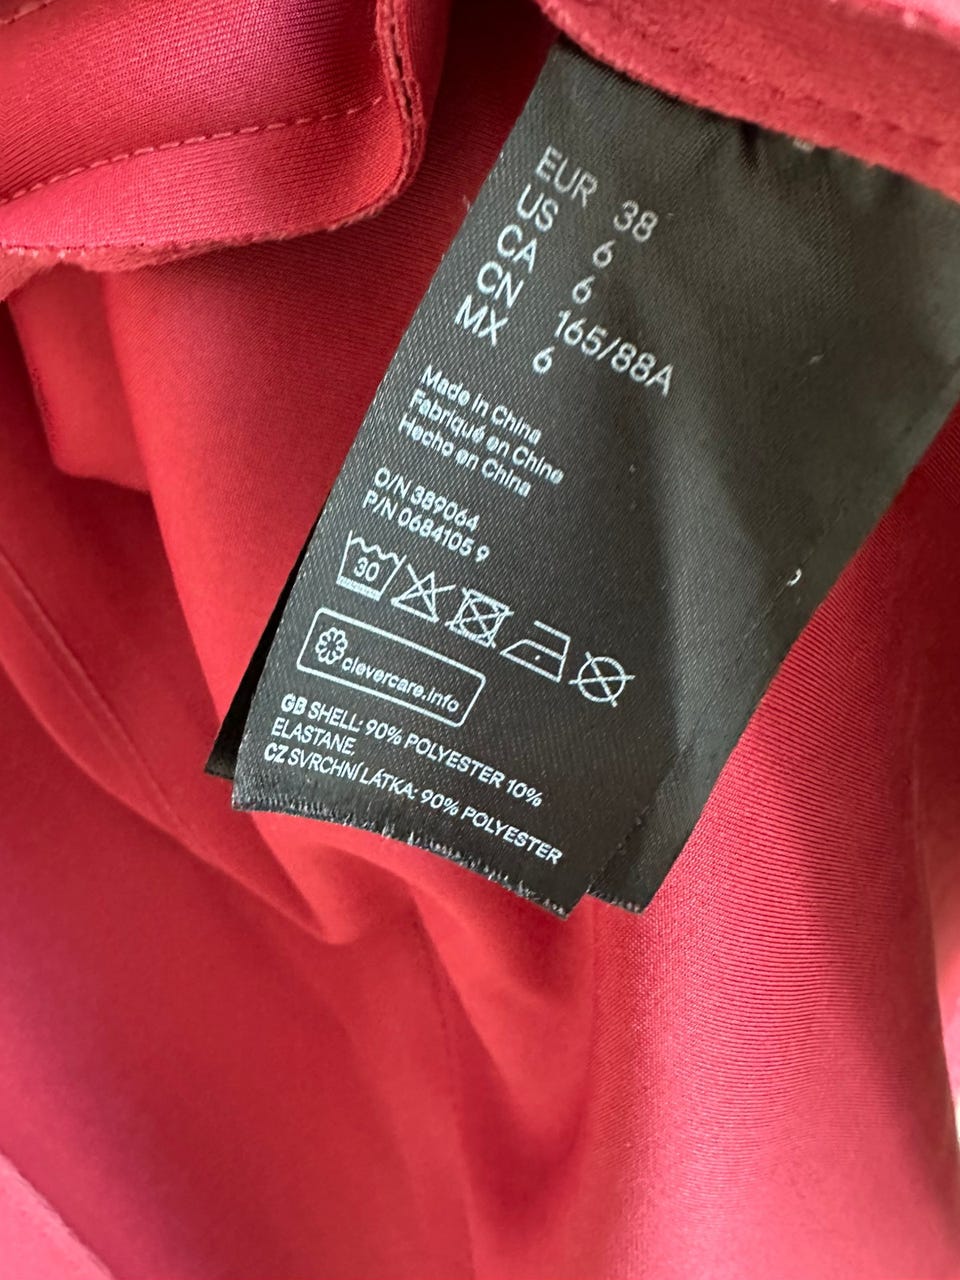 EUR 38
US 6
CA 6
CN 165/88A
MX 6
Made in China
Fabriqué en Chine
Hecho en China
O/N 389064
P/N 0684105 9
30
clevercare.info
GB SHELL: 90% POLYESTER 10%
ELASTANE,
CZ SVRCHNÍ LÁTKA: 90% POLYESTER